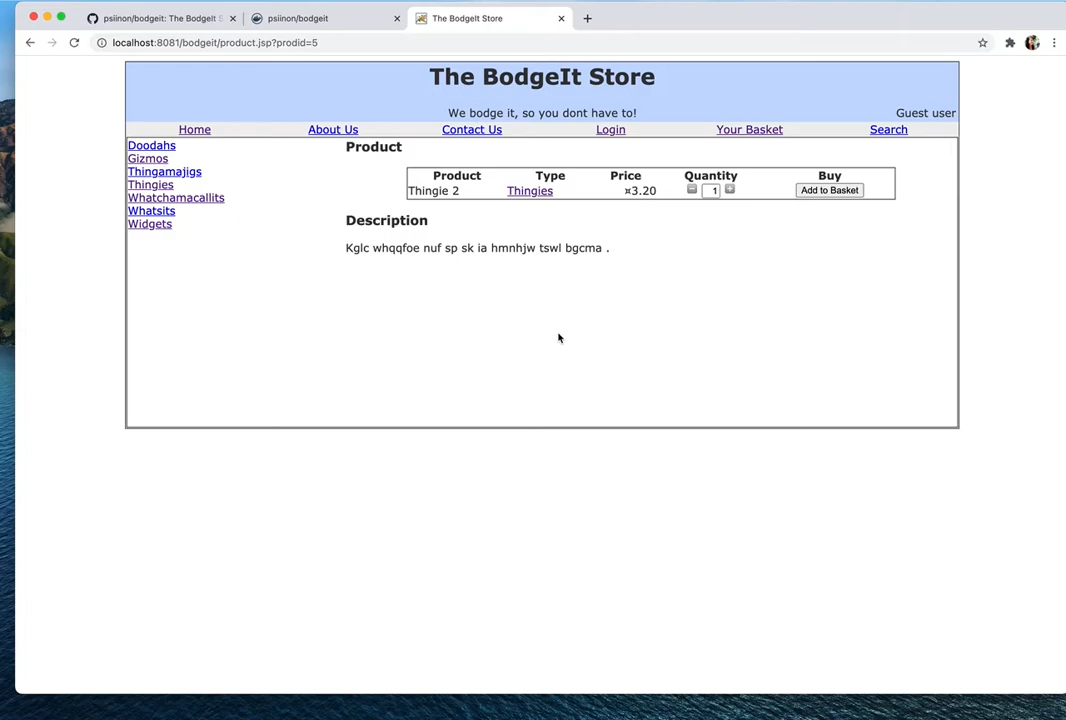 psiinon/bodgeit: The BodgeIt S
psiinon/bodgeit
The BodgeIt Store
localhost:8081/bodgeit/product.jsp?prodid=5
The BodgeIt Store
We bodge it, so you dont have to!
Guest user
Home
About Us
Contact Us
Login
Your Basket
Search
Doodahs
Gizmos
Thingamajigs
Thingies
Whatchamacallits
Whatsits
Widgets
Product
Product Type Price Quantity Buy
Thingie 2 Thingies ¤3.20 1 Add to Basket
Description
Kglc whqqfoe nuf sp sk ia hmnhjw tswl bgcma .